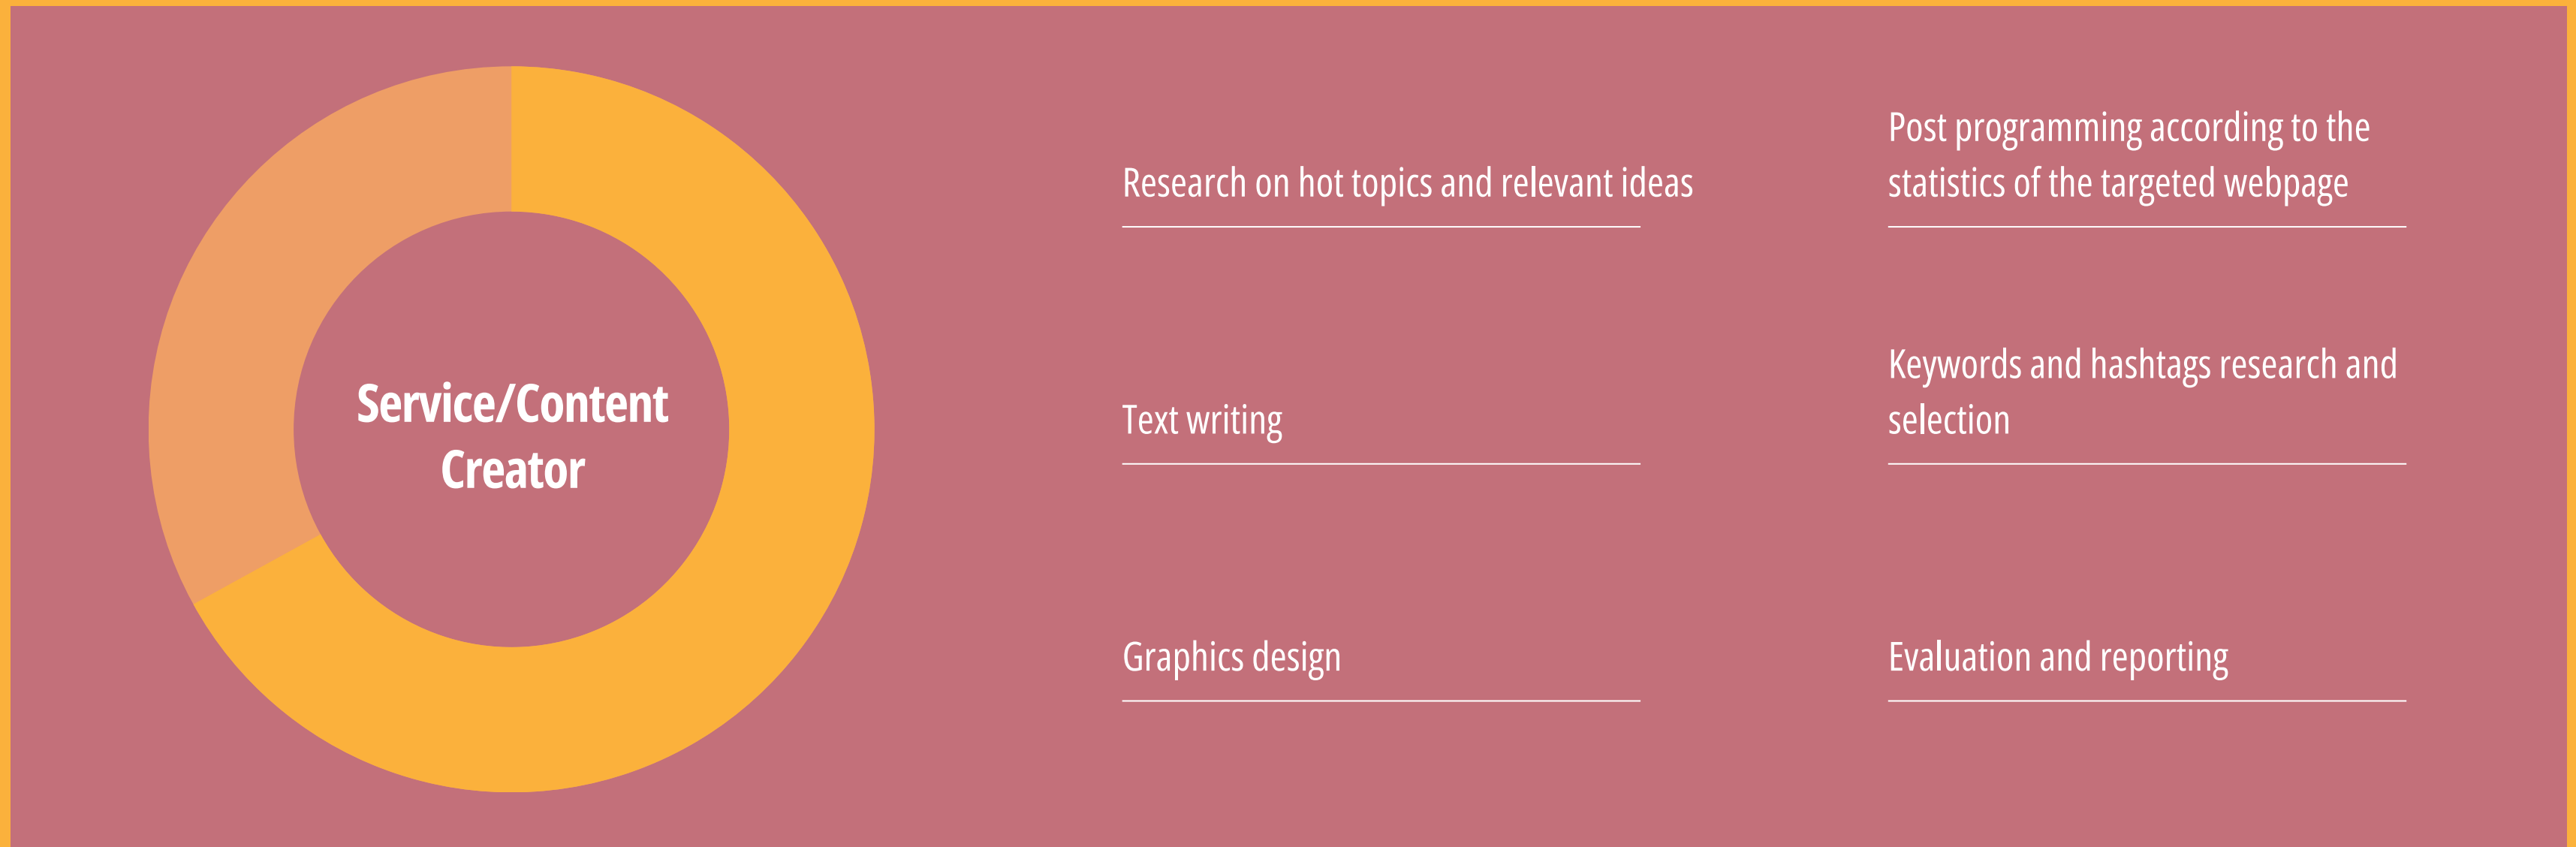 Service/Content
Creator
Research on hot topics and relevant ideas
Text writing
Graphics design
Post programming according to the
statistics of the targeted webpage
Keywords and hashtags research and
selection
Evaluation and reporting